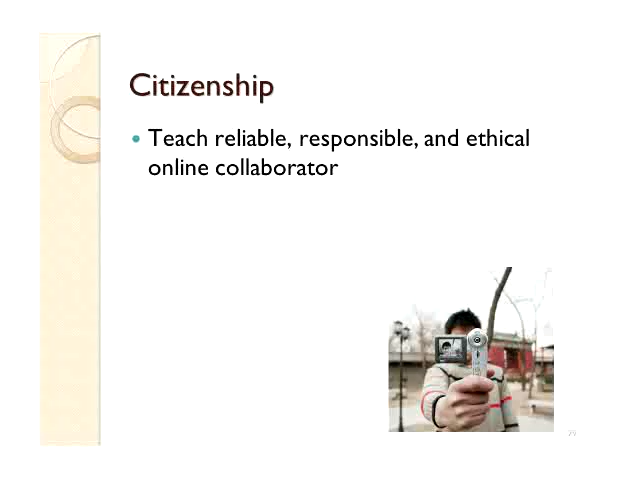 Citizenship
Teach reliable, responsible, and ethical
online collaborator